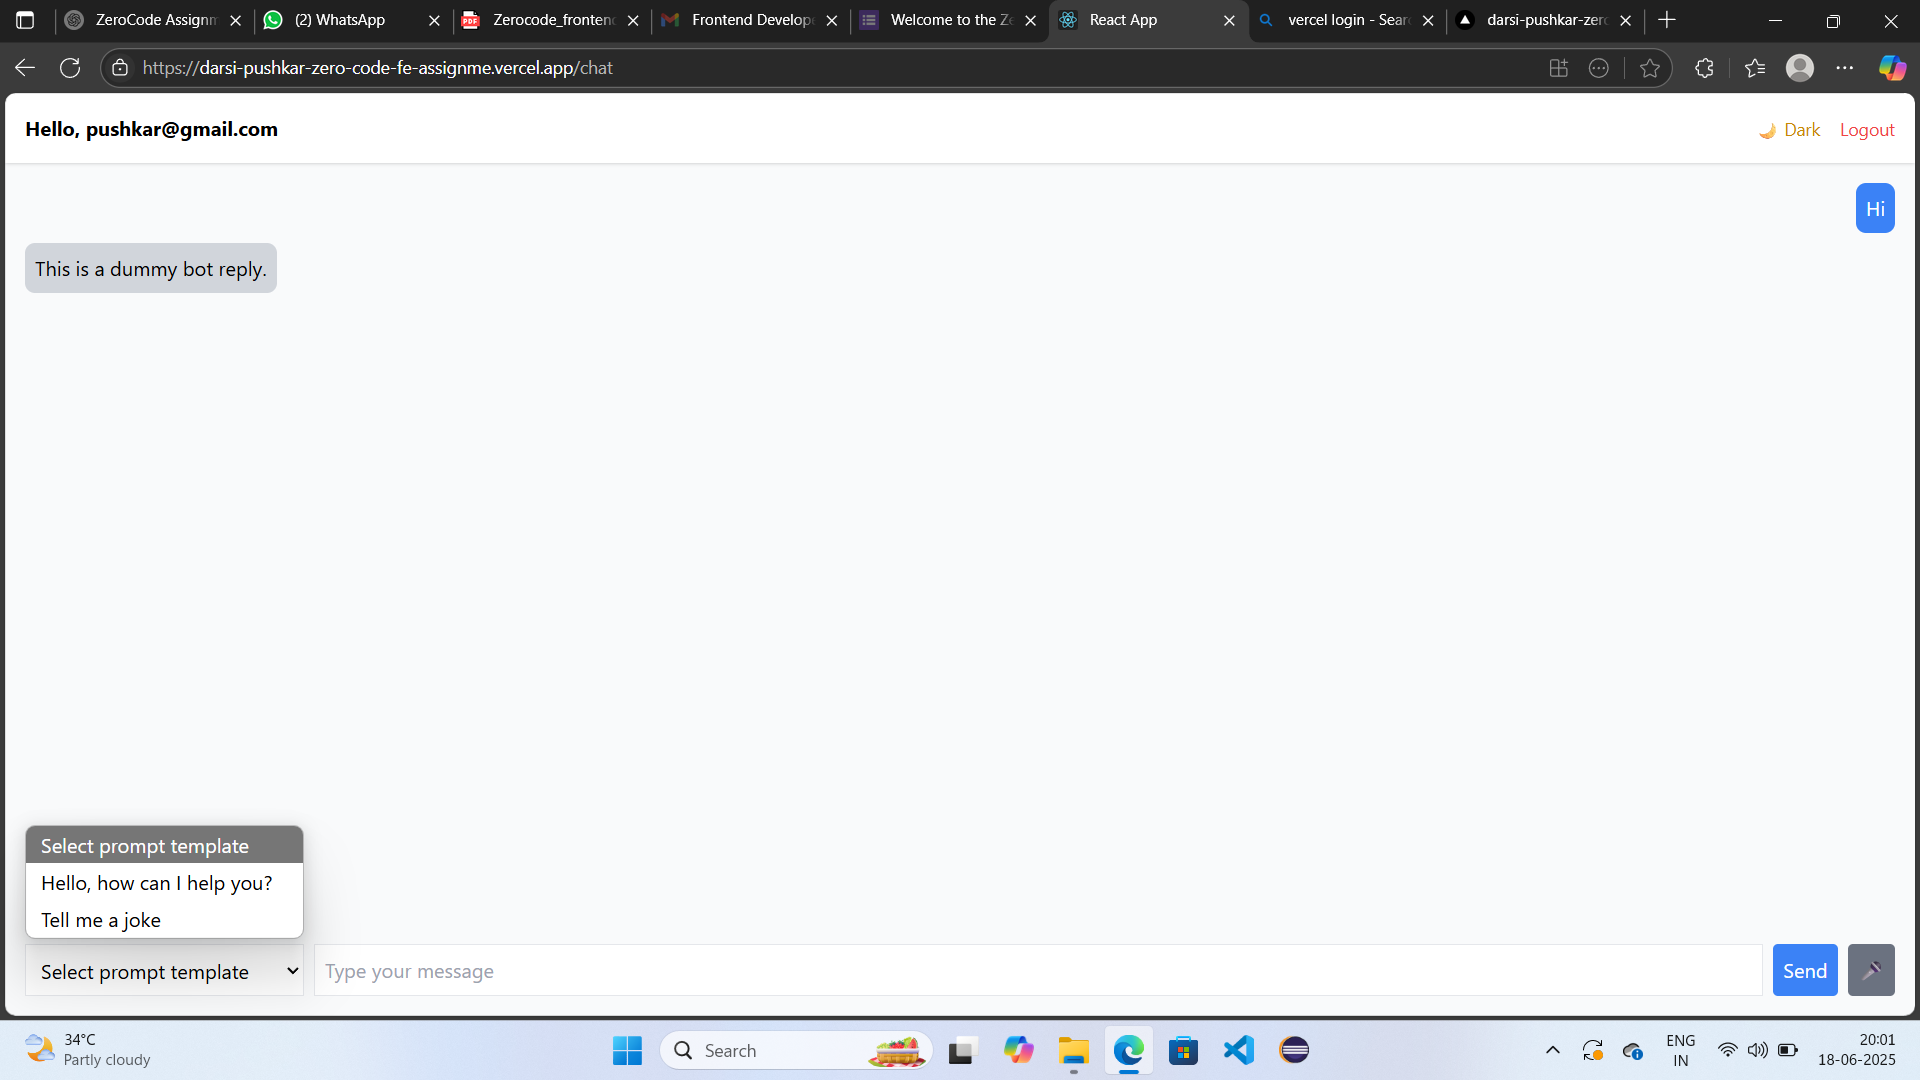 ZeroCode Assignm
(2) WhatsApp
Zerocode_fronten
Frontend Develope
Welcome to the Ze
React App
vercel login - Sear
darsi-pushkar-zero
https://darsi-pushkar-zero-code-fe-assignme.vercel.app/chat
Hello, pushkar@gmail.com
Dark
Logout
Hi
This is a dummy bot reply.
Select prompt template
Hello, how can I help you?
Tell me a joke
Select prompt template
Type your message
Send
34°C
Partly cloudy
Search
ENG
IN
20:01
18-06-2025